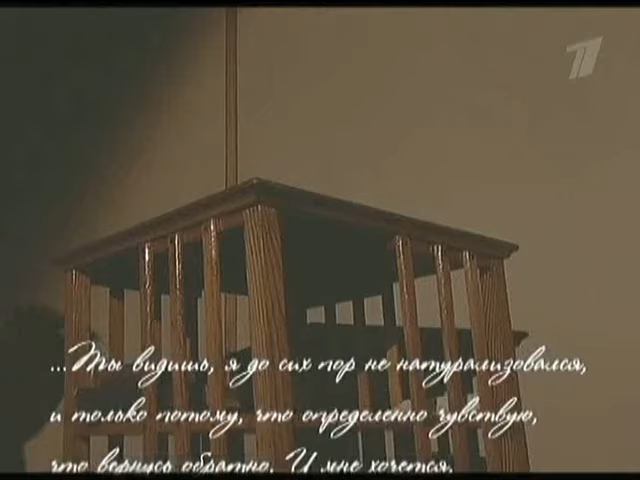 ...Ты видишь, я до сих пор не натурализовался,
и только потому, что определенно чувствую,
что вернусь обратно. И мне хочется.